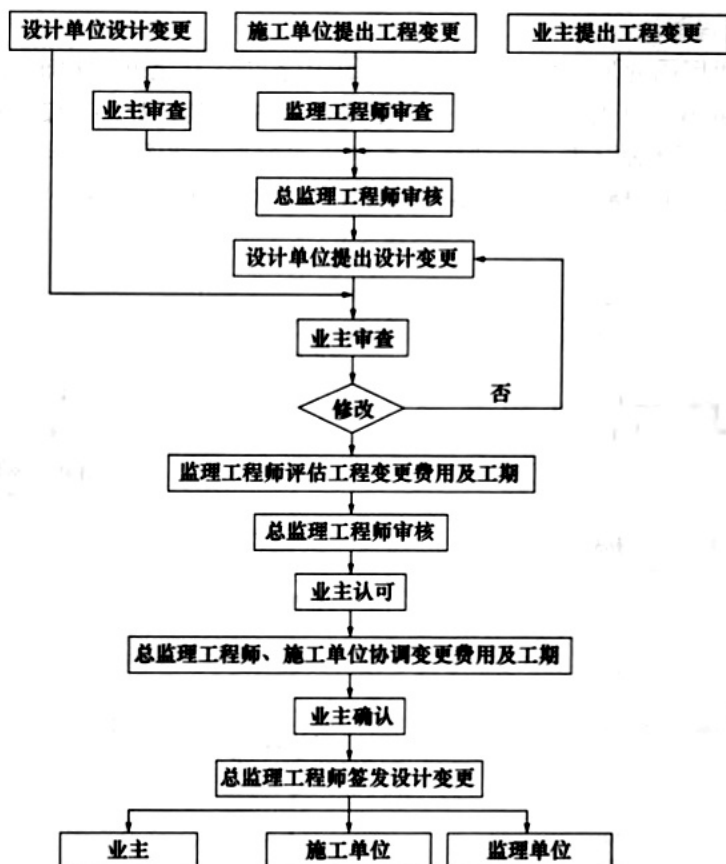 设计单位设计变更
施工单位提出工程变更
业主提出工程变更
业主审查
监理工程师审查
总监理工程师审核
设计单位提出设计变更
业主审查
修改
否
监理工程师评估工程变更费用及工期
总监理工程师审核
业主认可
总监理工程师、施工单位协调变更费用及工期
业主确认
总监理工程师签发设计变更
业主
施工单位
监理单位